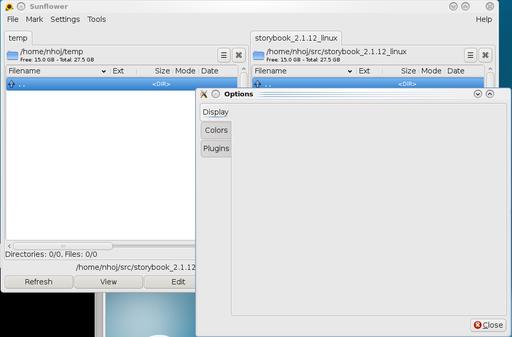 Sunflower
File Mark Settings Tools Help
temp
storybook_2.1.12_linux
/home/nhoj/temp
Free: 15.0 GB - Total: 27.5 GB
/home/nhoj/src/storybook_2.1.12_linux
Free: 15.0 GB - Total: 27.5 GB
Filename Ext Size Mode Date
Filename Ext Size Mode Date
.. <DIR>
.. <DIR>
Options
Display
Colors
Plugins
Directories: 0/0, Files: 0/0
/home/nhoj/src/storybook_2.1.12
Refresh View Edit
Close